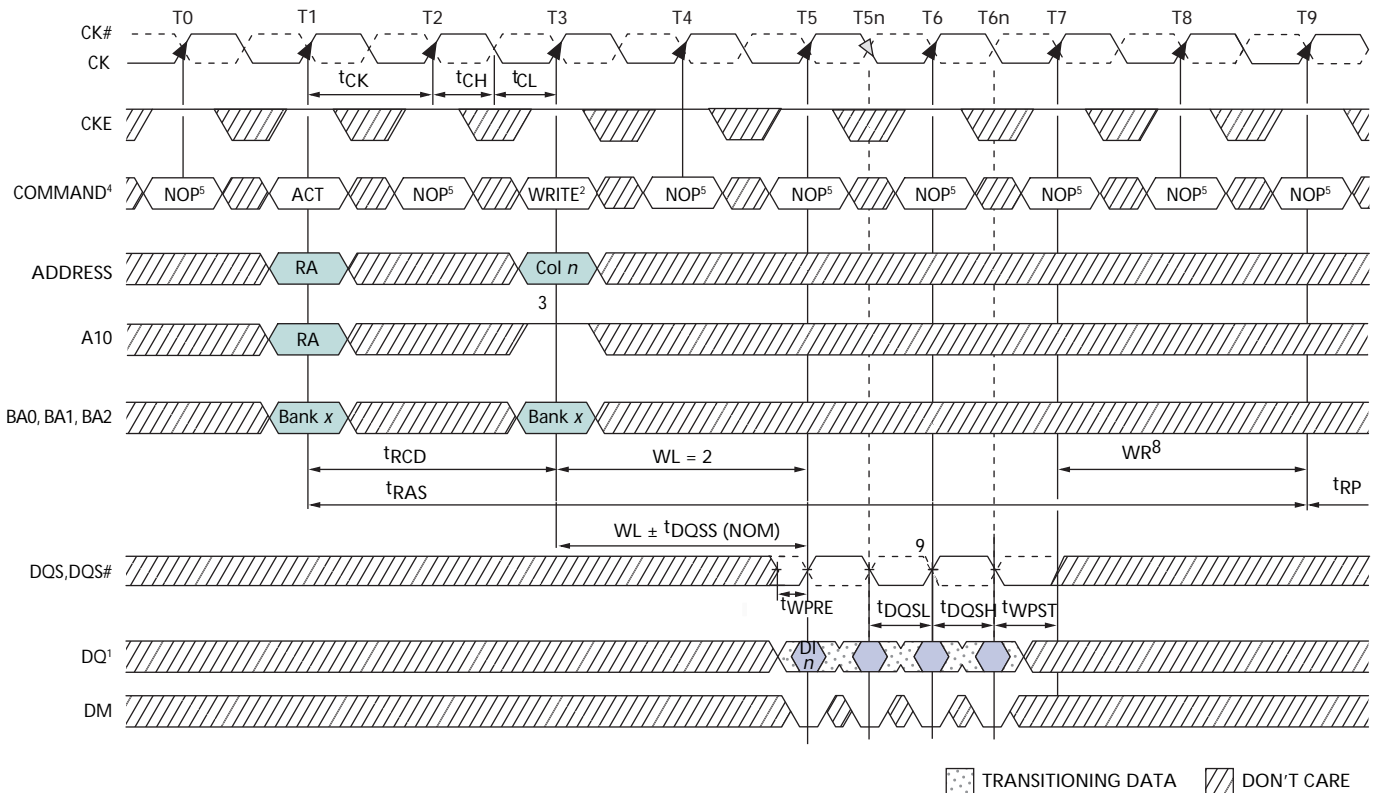 T0 T1 T2 T3 T4 T5 T5n T6 T6n T7 T8 T9
CK#
CK
tCK tCH tCL
CKE
COMMAND⁴ NOP⁵ ACT NOP⁵ WRITE² NOP⁵ NOP⁵ NOP⁵ NOP⁵ NOP⁵ NOP⁵
ADDRESS RA Col n
3
A10 RA
BA0, BA1, BA2 Bank x Bank x
tRCD WL = 2 WR⁸
tRAS tRP
WL ± tDQSS (NOM)
9
DQS,DQS#
tWPRE tDQSL tDQSH tWPST
DQ¹ DI
n
DM
TRANSITIONING DATA DON'T CARE